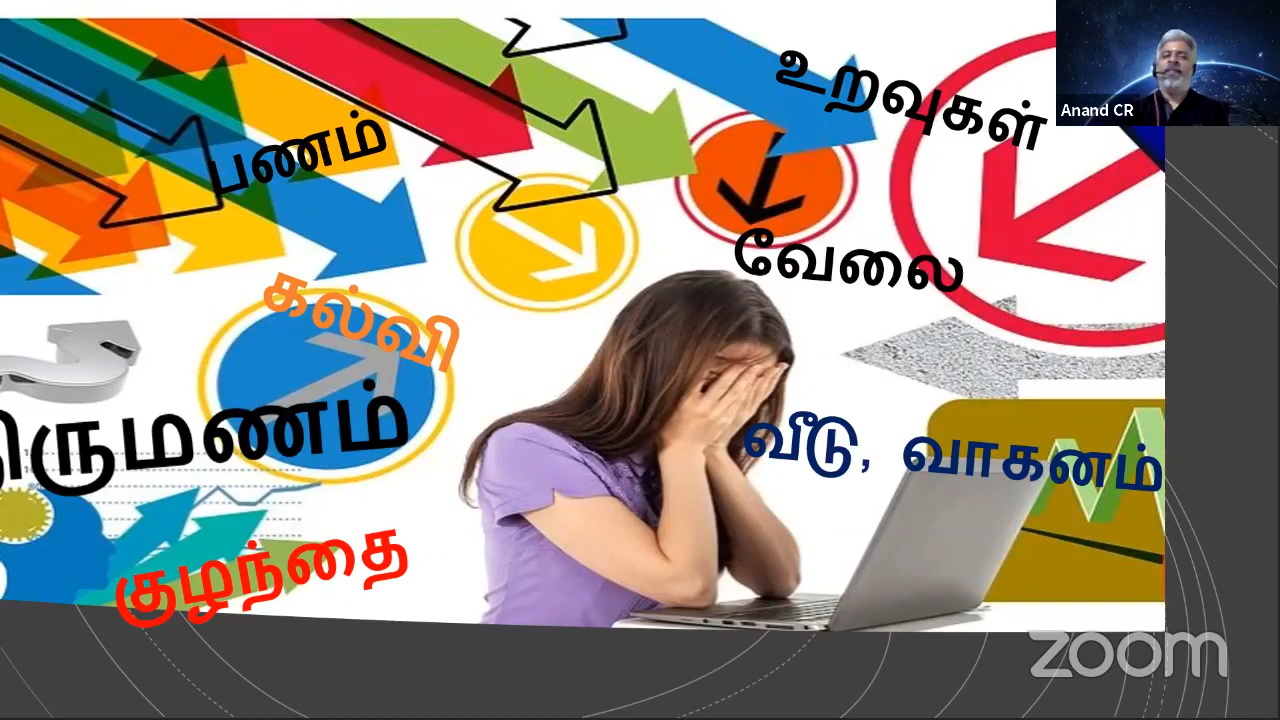 உறவுகள்
Anand CR
பணம்
வேலை
கல்வி
ிருமணம்
வீடு, வாகனம்
குழந்தை
zoom